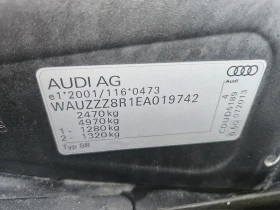 AUDI AG
e1*2001/116*0473
WAUZZZ8R1EA019742
2470kg
4970kg
1- 1280kg
2- 1320kg
Typ 8R